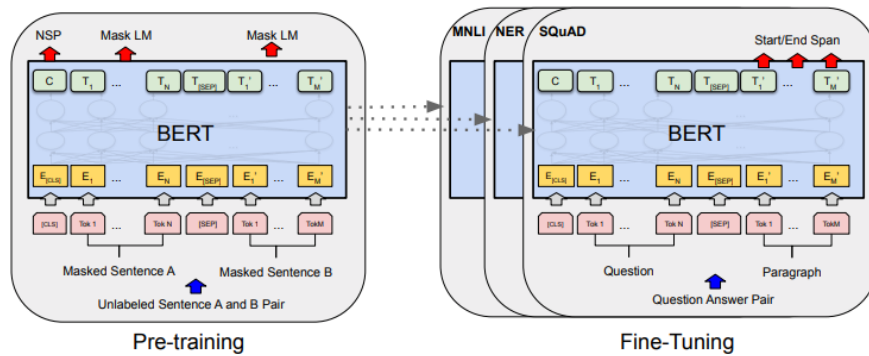 NSP Mask LM Mask LM
C T1 ... TN T[SEP] T1' ... TM'
BERT
E[CLS] E1 ... EN E[SEP] E1' ... EM'
[CLS] Tok 1 ... Tok N [SEP] Tok 1 ... TokM
Masked Sentence A Masked Sentence B
Unlabeled Sentence A and B Pair
Pre-training
MNLI NER SQuAD
Start/End Span
C T1 ... TN T[SEP] T1' ... TM'
BERT
E[CLS] E1 ... EN E[SEP] E1' ... EM'
[CLS] Tok 1 ... Tok N [SEP] Tok 1 ... TokM
Question Paragraph
Question Answer Pair
Fine-Tuning